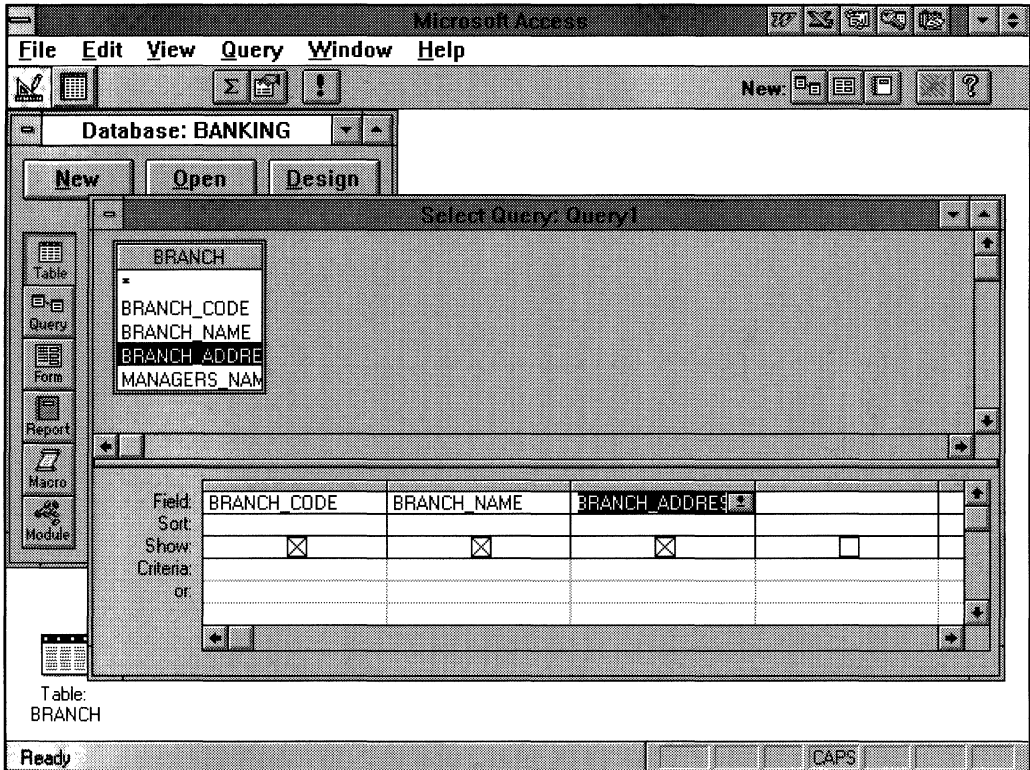 Microsoft Access
File Edit View Query Window Help
Σ ! New: ?
Database: BANKING
New Open Design
Select Query: Query1
Table
Query
Form
Report
Macro
Module
BRANCH
*
BRANCH_CODE
BRANCH_NAME
BRANCH_ADDRE
MANAGERS_NAM
Field: BRANCH_CODE BRANCH_NAME BRANCH_ADDRES
Sort:
Show:
Criteria:
or:
Table:
BRANCH
Ready CAPS